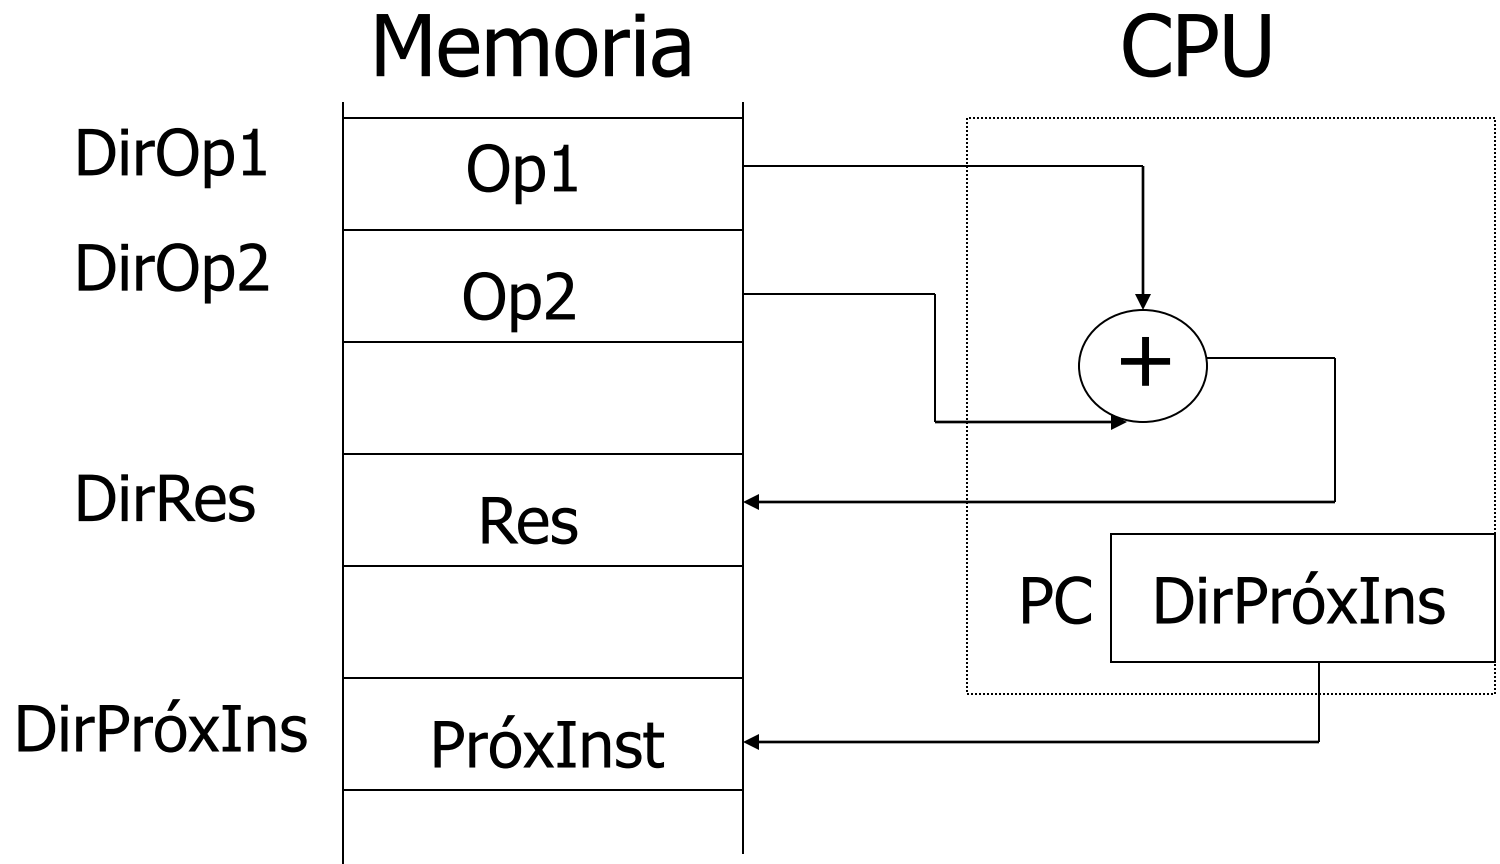 Memoria
CPU
DirOp1
Op1
DirOp2
Op2
+
DirRes
Res
PC
DirPróxIns
DirPróxIns
PróxInst